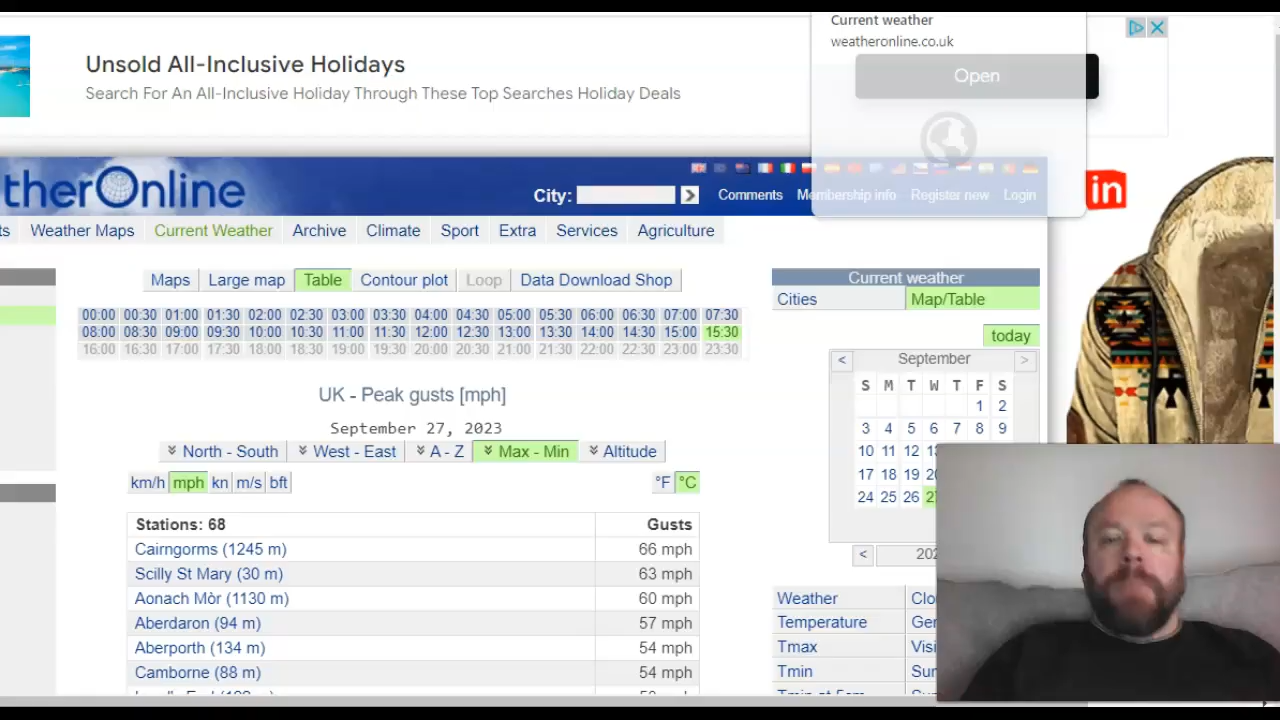 Current weather
weatheronline.co.uk
Open
Unsold All-Inclusive Holidays
Search For An All-Inclusive Holiday Through These Top Searches Holiday Deals
therOnline
City:
Comments Membership info Register new Login
in
ts Weather Maps Current Weather Archive Climate Sport Extra Services Agriculture
Maps Large map Table Contour plot Loop Data Download Shop
00:00 00:30 01:00 01:30 02:00 02:30 03:00 03:30 04:00 04:30 05:00 05:30 06:00 06:30 07:00 07:30
08:00 08:30 09:00 09:30 10:00 10:30 11:00 11:30 12:00 12:30 13:00 13:30 14:00 14:30 15:00 15:30
16:00 16:30 17:00 17:30 18:00 18:30 19:00 19:30 20:00 20:30 21:00 21:30 22:00 22:30 23:00 23:30
UK - Peak gusts [mph]
September 27, 2023
North - South West - East A - Z Max - Min Altitude
km/h mph kn m/s bft
°F °C
Stations: 68 Gusts
Cairngorms (1245 m) 66 mph
Scilly St Mary (30 m) 63 mph
Aonach Mòr (1130 m) 60 mph
Aberdaron (94 m) 57 mph
Aberporth (134 m) 54 mph
Camborne (88 m) 54 mph
Current weather
Cities Map/Table
today
< September >
S M T W T F S
1 2
3 4 5 6 7 8 9
10 11 12 13
17 18 19 20
24 25 26 27
< 202
Weather Clo
Temperature Ger
Tmax Visi
Tmin Sun